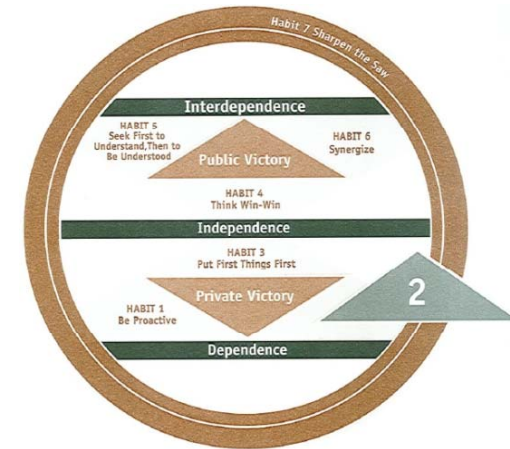 Habit 7 Sharpen the Saw
Interdependence
HABIT 5
Seek First to
Understand,Then to
Be Understood
Public Victory
HABIT 6
Synergize
HABIT 4
Think Win-Win
Independence
HABIT 3
Put First Things First
Private Victory
HABIT 1
Be Proactive
2
Dependence